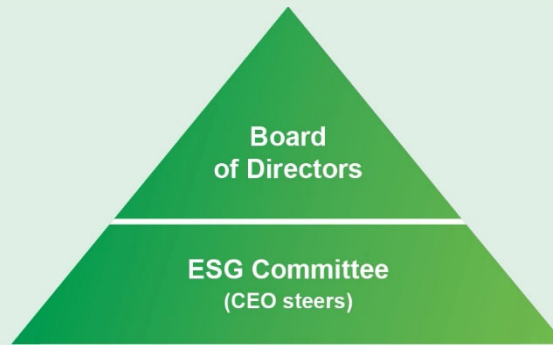 Board
of Directors
ESG Committee
(CEO steers)